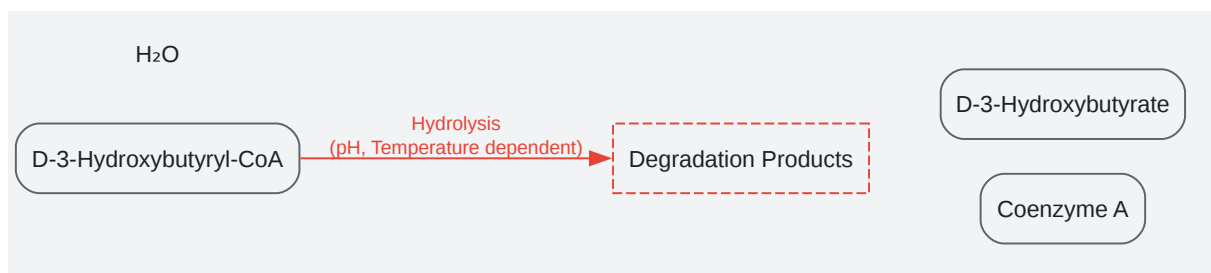 H₂O
D-3-Hydroxybutyryl-CoA
Hydrolysis
(pH, Temperature dependent)
Degradation Products
D-3-Hydroxybutyrate
Coenzyme A